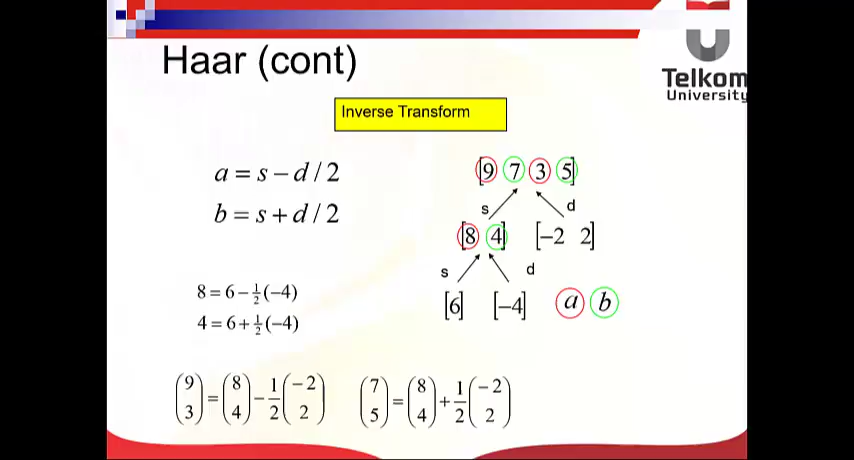 Haar (cont)
Telkom
University
Inverse Transform
a = s − d / 2
b = s + d / 2
[9 7 3 5]
s d
[8 4] [−2 2]
s d
[6] [−4] a b
8 = 6 − ½(−4)
4 = 6 + ½(−4)
(9 3) = (8 4) − 1/2 (−2 2) (7 5) = (8 4) + 1/2 (−2 2)